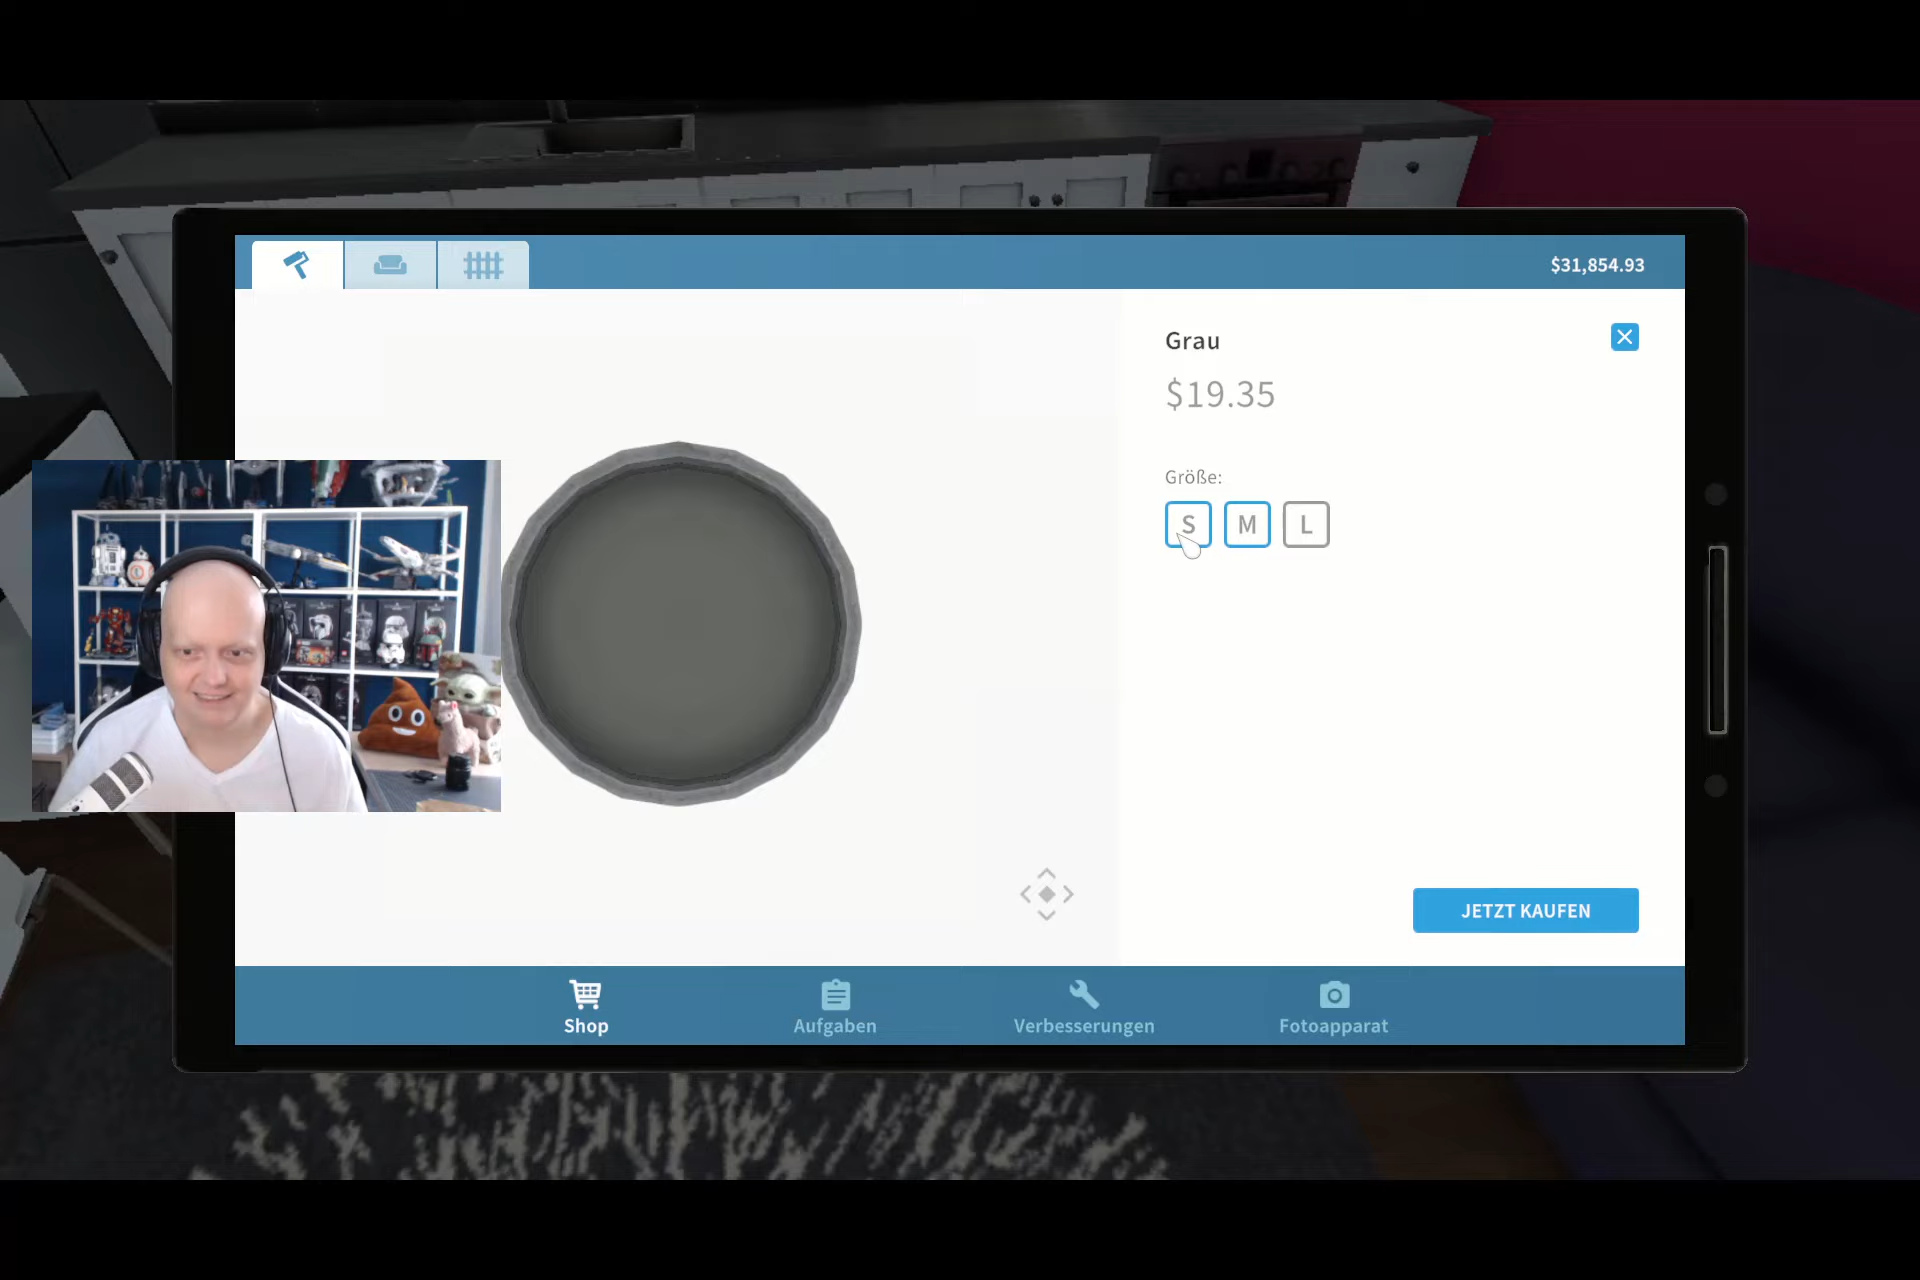 $31,854.93
Grau
$19.35
Größe:
S M L
JETZT KAUFEN
Shop Aufgaben Verbesserungen Fotoapparat